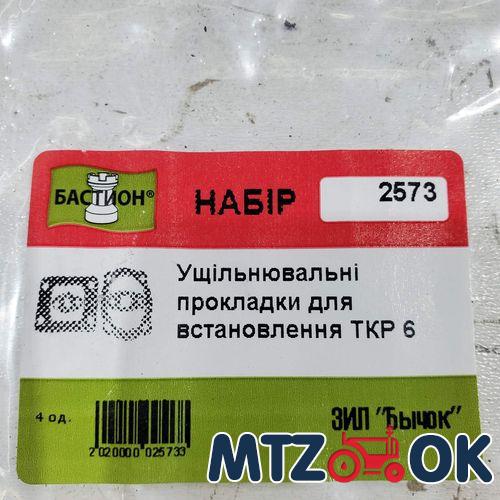 БАСТИОН®
НАБІР
2573
Ущільнювальні
прокладки для
встановлення ТКР 6
4 од.
2020000025733
ЗИЛ "Бычок"
MTZ OK